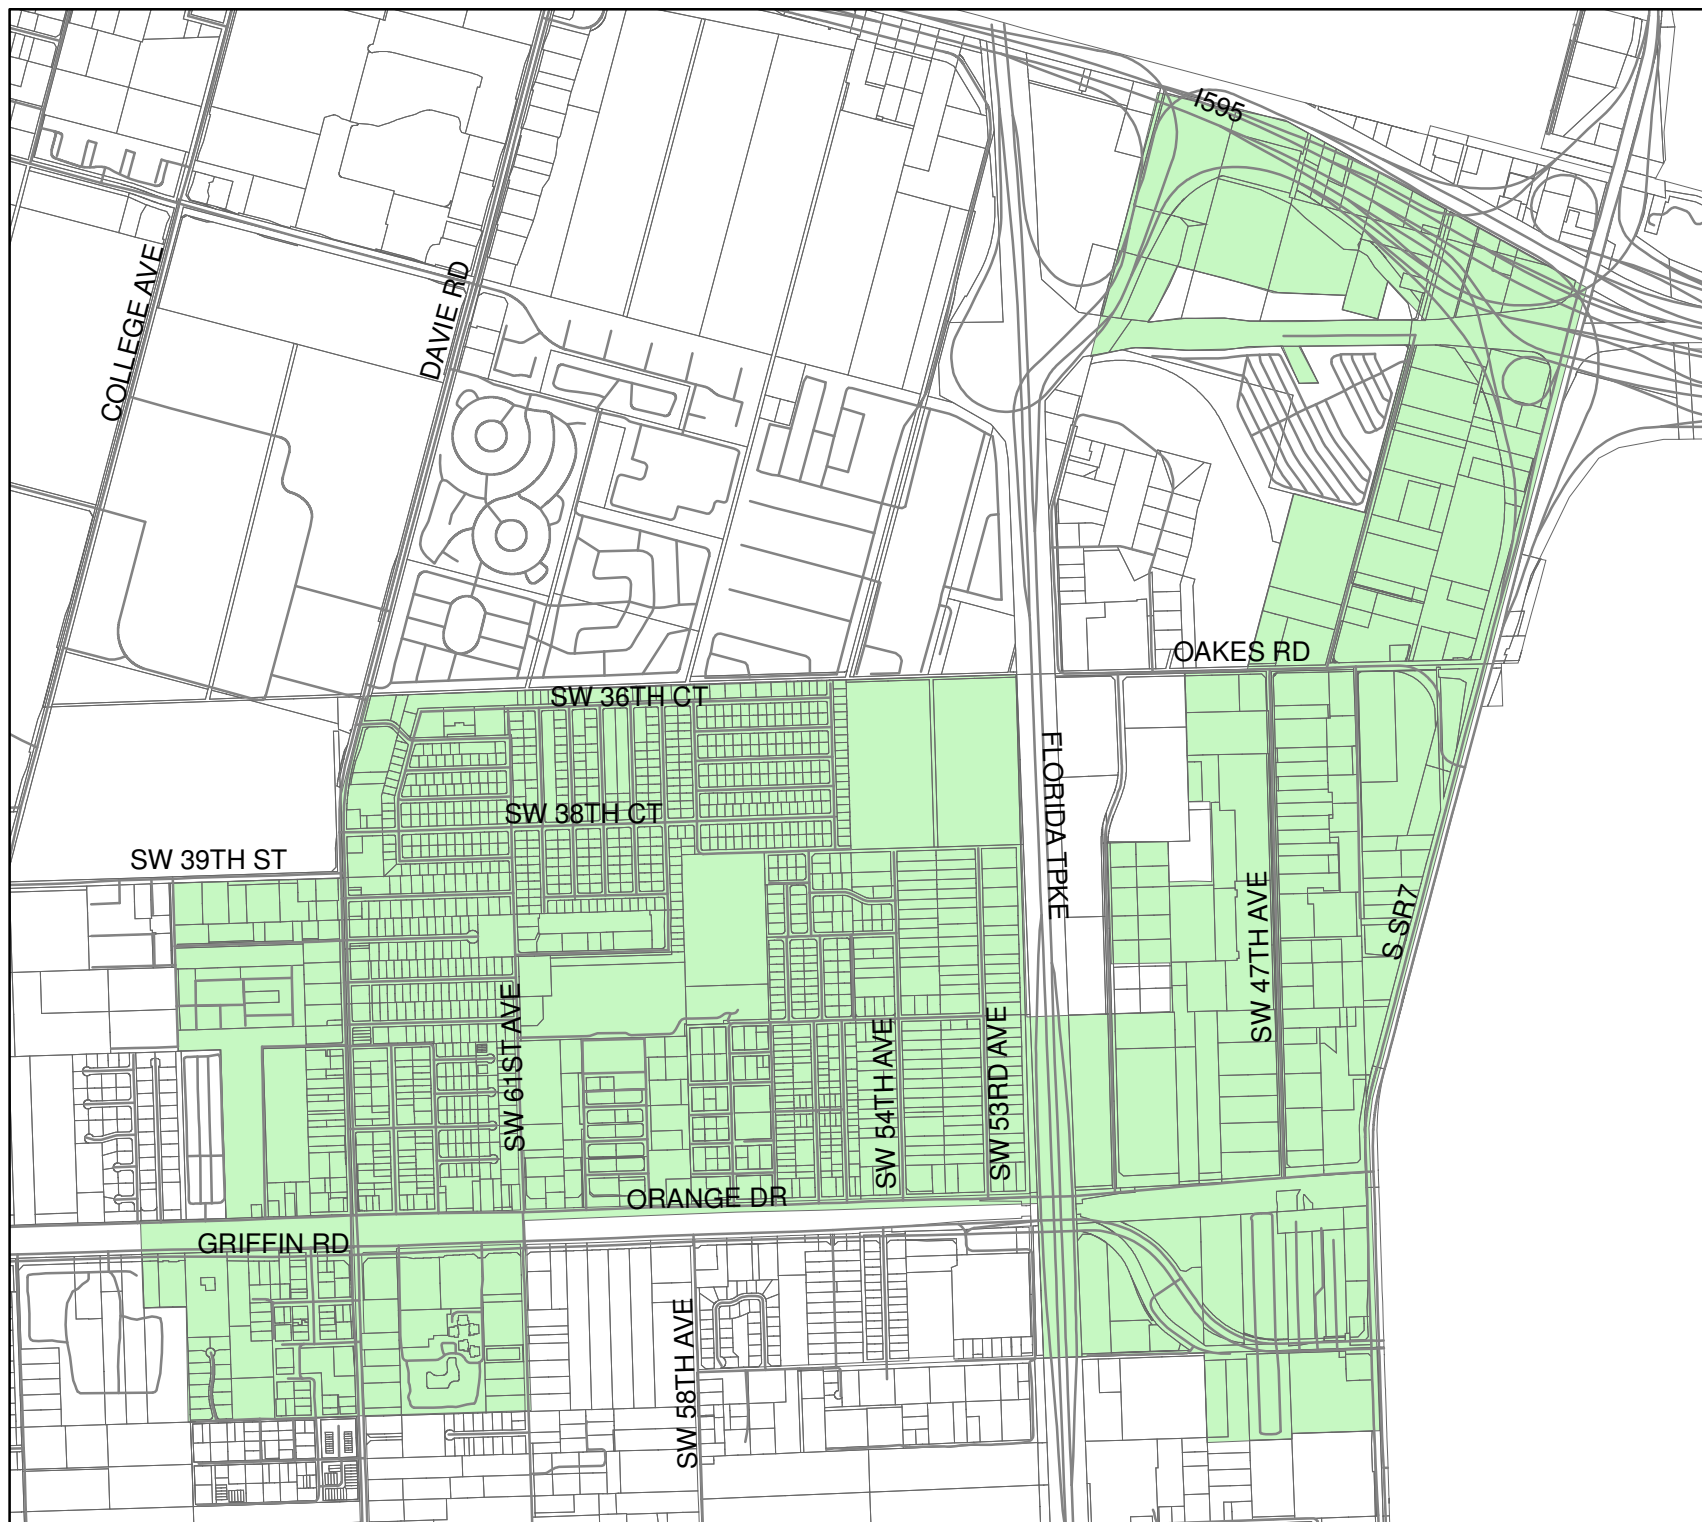 I595
COLLEGE AVE
DAVIE RD
OAKES RD
SW 36TH CT
FLORIDA TPKE
SW 38TH CT
SW 39TH ST
SW 47TH AVE
S SR7
SW 61ST AVE
SW 54TH AVE
SW 53RD AVE
ORANGE DR
GRIFFIN RD
SW 58TH AVE